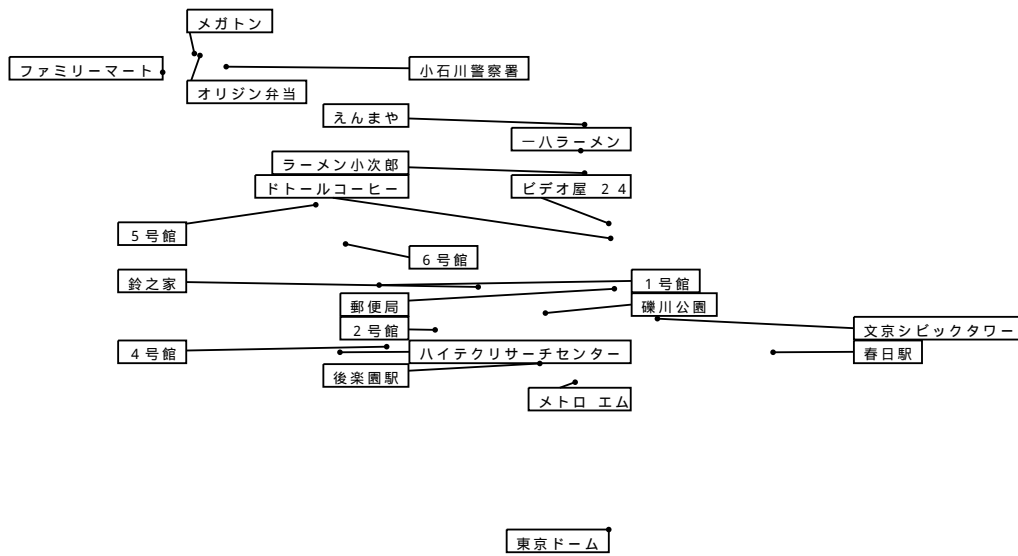 メガトン
ファミリーマート
小石川警察署
オリジン弁当
えんまや
一八ラーメン
ラーメン小次郎
ドトールコーヒー
ビデオ屋 24
5号館
6号館
鈴之家
1号館
郵便局
礫川公園
2号館
文京シビックタワー
4号館
ハイテクリサーチセンター
春日駅
後楽園駅
メトロ エム
東京ドーム